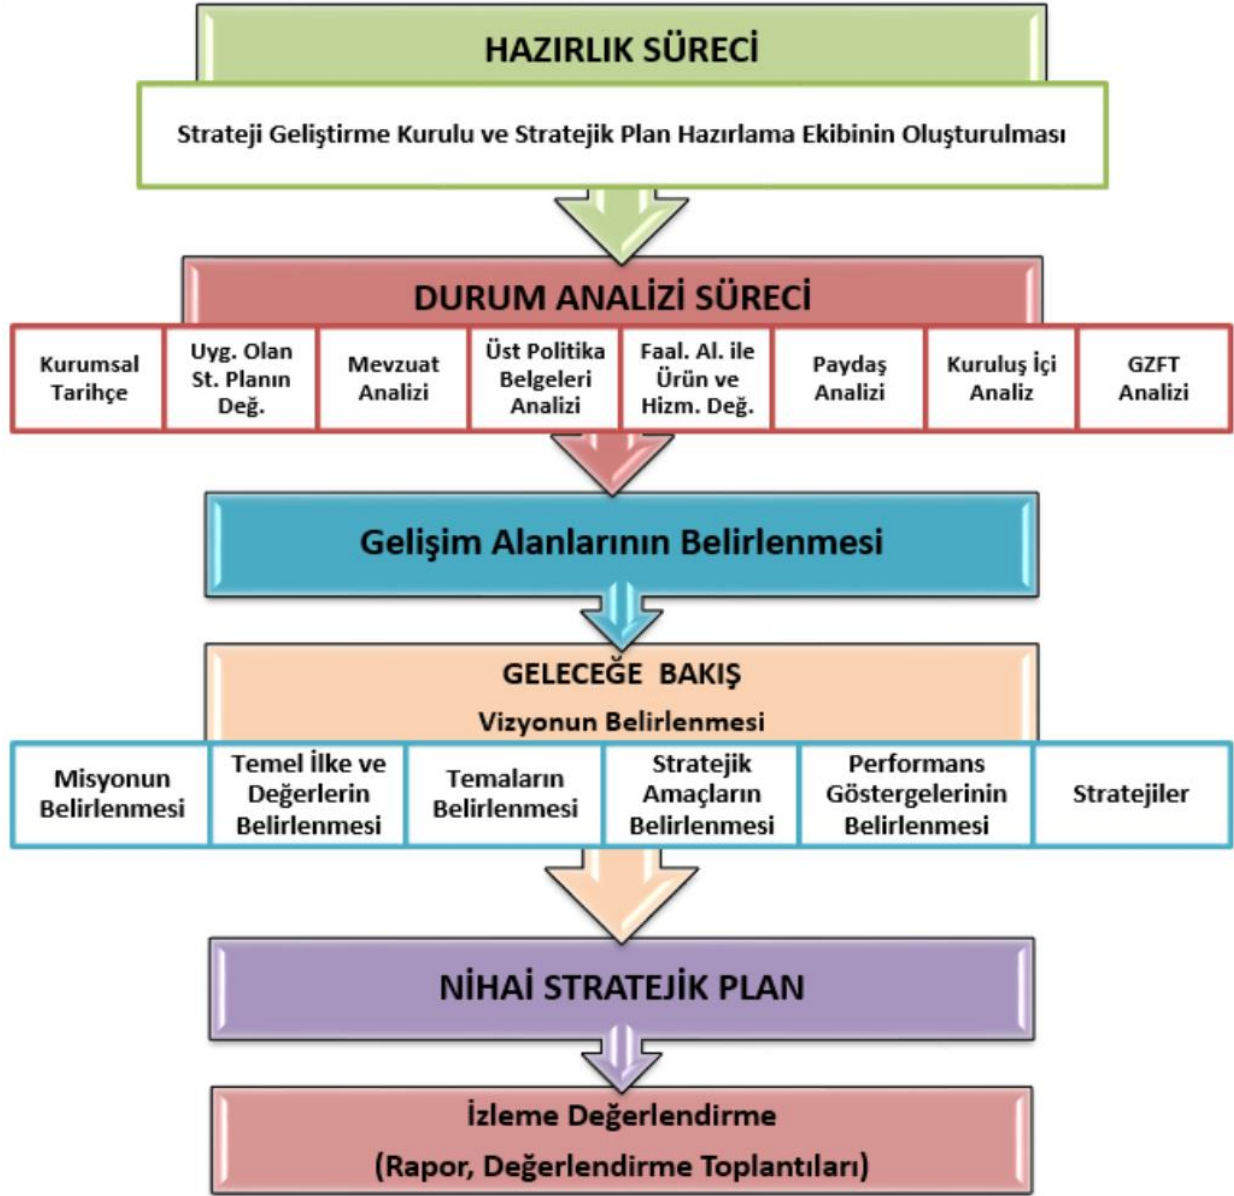 HAZIRLIK SÜRECİ
Strateji Geliştirme Kurulu ve Stratejik Plan Hazırlama Ekibinin Oluşturulması
DURUM ANALİZİ SÜRECİ
Kurumsal
Tarihçe
Uyg. Olan
St. Planın
Değ.
Mevzuat
Analizi
Üst Politika
Belgeleri
Analizi
Faal. Al. ile
Ürün ve
Hizm. Değ.
Paydaş
Analizi
Kuruluş İçi
Analiz
GZFT
Analizi
Gelişim Alanlarının Belirlenmesi
GELECEĞE BAKIŞ
Vizyonun Belirlenmesi
Misyonun
Belirlenmesi
Temel İlke ve
Değerlerin
Belirlenmesi
Temaların
Belirlenmesi
Stratejik
Amaçların
Belirlenmesi
Performans
Göstergelerinin
Belirlenmesi
Stratejiler
NİHAİ STRATEJİK PLAN
İzleme Değerlendirme
(Rapor, Değerlendirme Toplantıları)